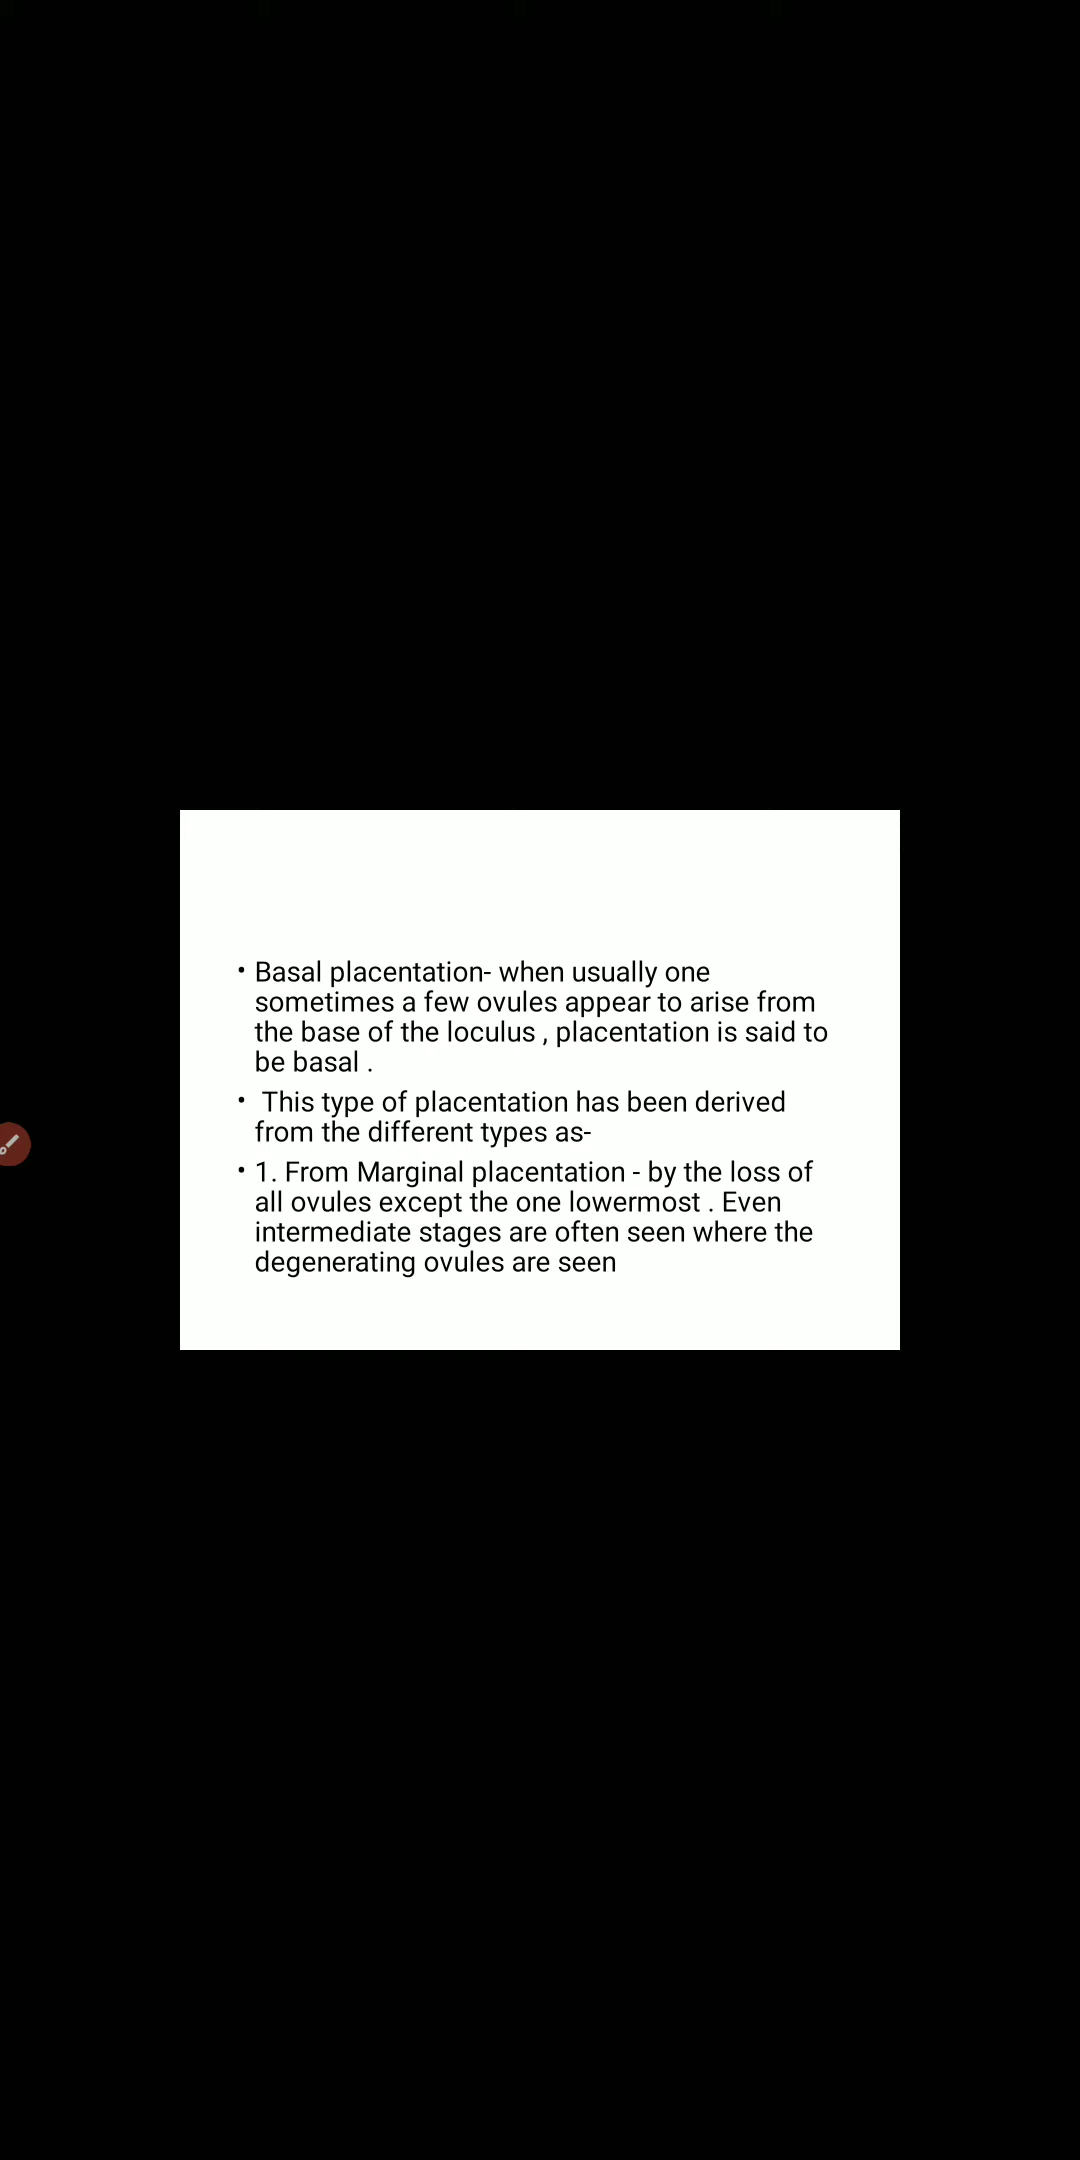 • Basal placentation- when usually one
sometimes a few ovules appear to arise from
the base of the loculus , placentation is said to
be basal .
• This type of placentation has been derived
from the different types as-
• 1. From Marginal placentation - by the loss of
all ovules except the one lowermost . Even
intermediate stages are often seen where the
degenerating ovules are seen